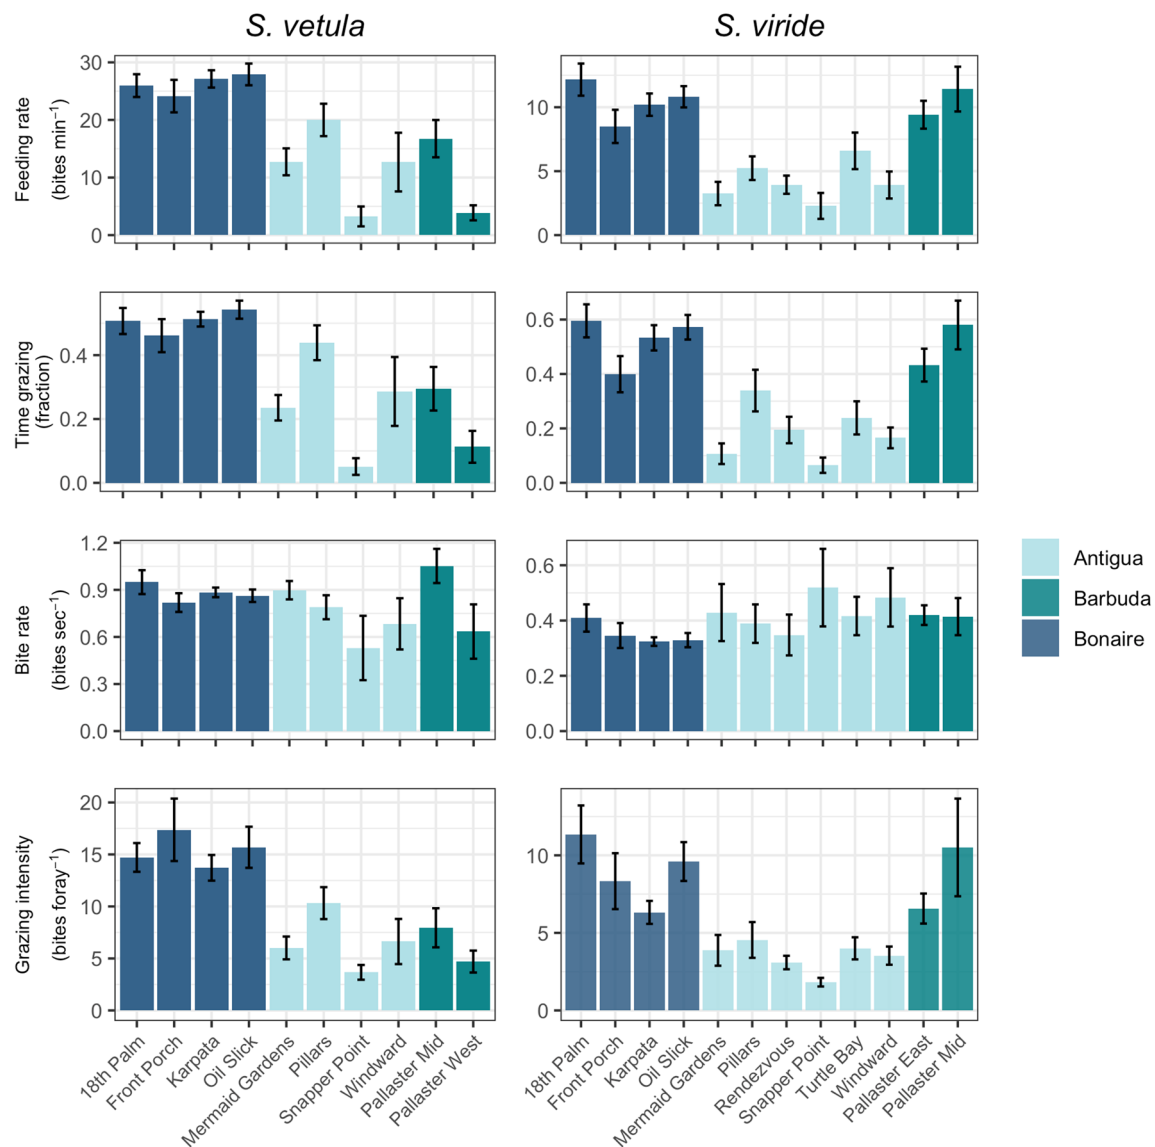 S. vetula
S. viride
Feeding rate
(bites min⁻¹)
30
20
10
0
10
5
0
Time grazing
(fraction)
0.4
0.2
0.0
0.6
0.4
0.2
0.0
Bite rate
(bites sec⁻¹)
1.2
0.9
0.6
0.3
0.0
0.6
0.4
0.2
0.0
Antigua
Barbuda
Bonaire
Grazing intensity
(bites foray⁻¹)
20
15
10
5
0
10
5
0
18th Palm
Front Porch
Karpata
Oil Slick
Mermaid Gardens
Pillars
Snapper Point
Windward
Pallaster Mid
Pallaster West
18th Palm
Front Porch
Karpata
Oil Slick
Mermaid Gardens
Pillars
Rendezvous
Snapper Point
Turtle Bay
Windward
Pallaster East
Pallaster Mid